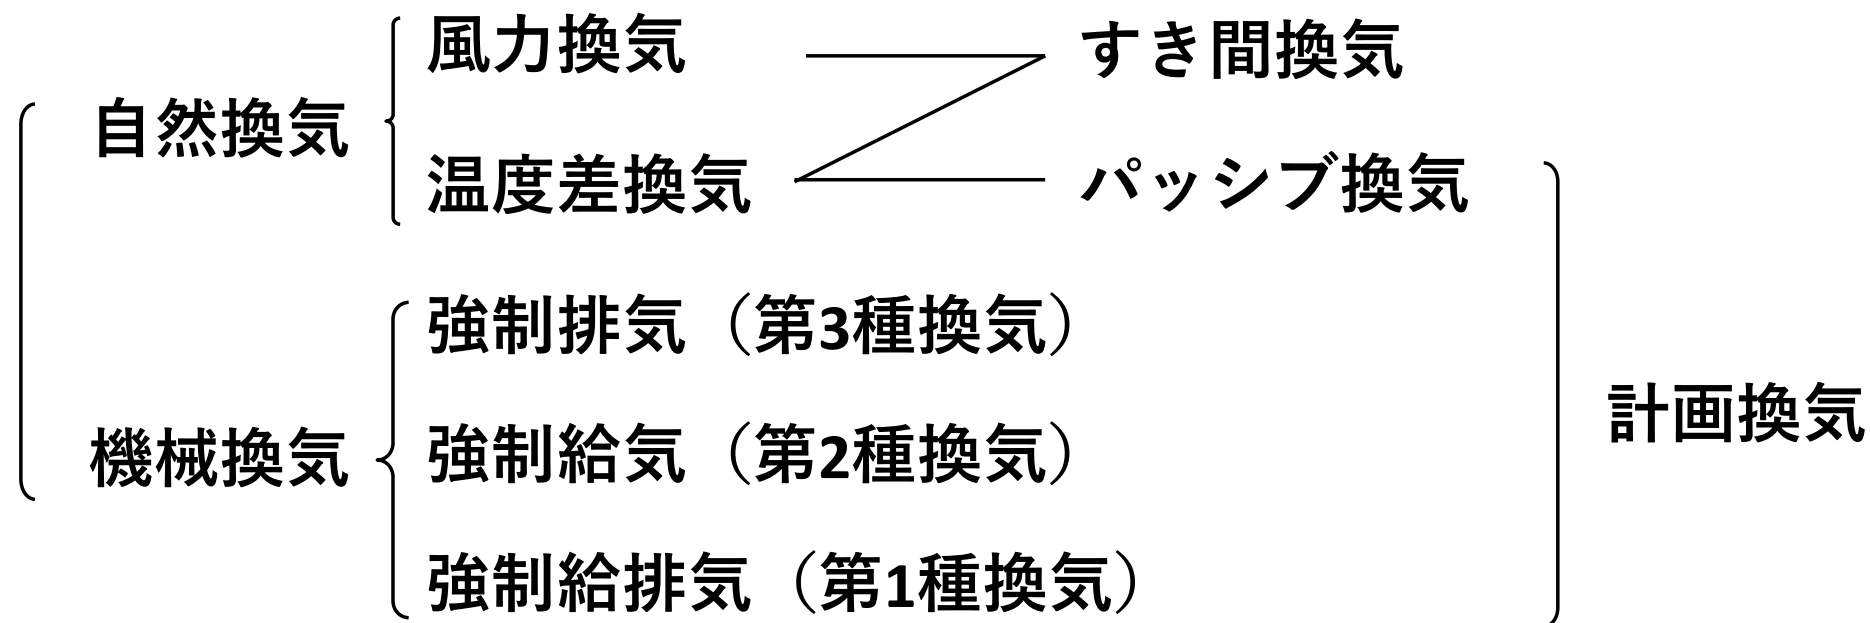 風力換気 すき間換気
自然換気
温度差換気 パッシブ換気
強制排気（第3種換気）
計画換気
機械換気 強制給気（第2種換気）
強制給排気（第1種換気）